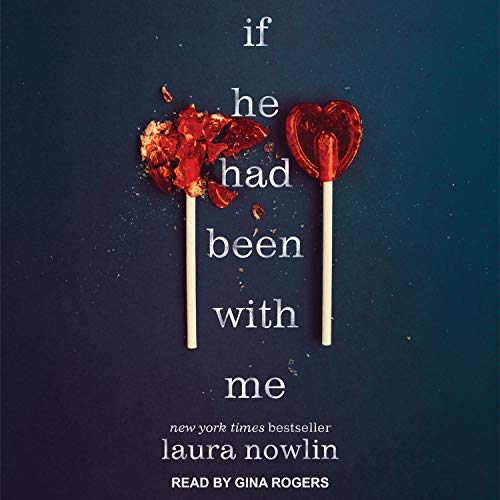 if
he
had
been
with
me
new york times bestseller
laura nowlin
READ BY GINA ROGERS